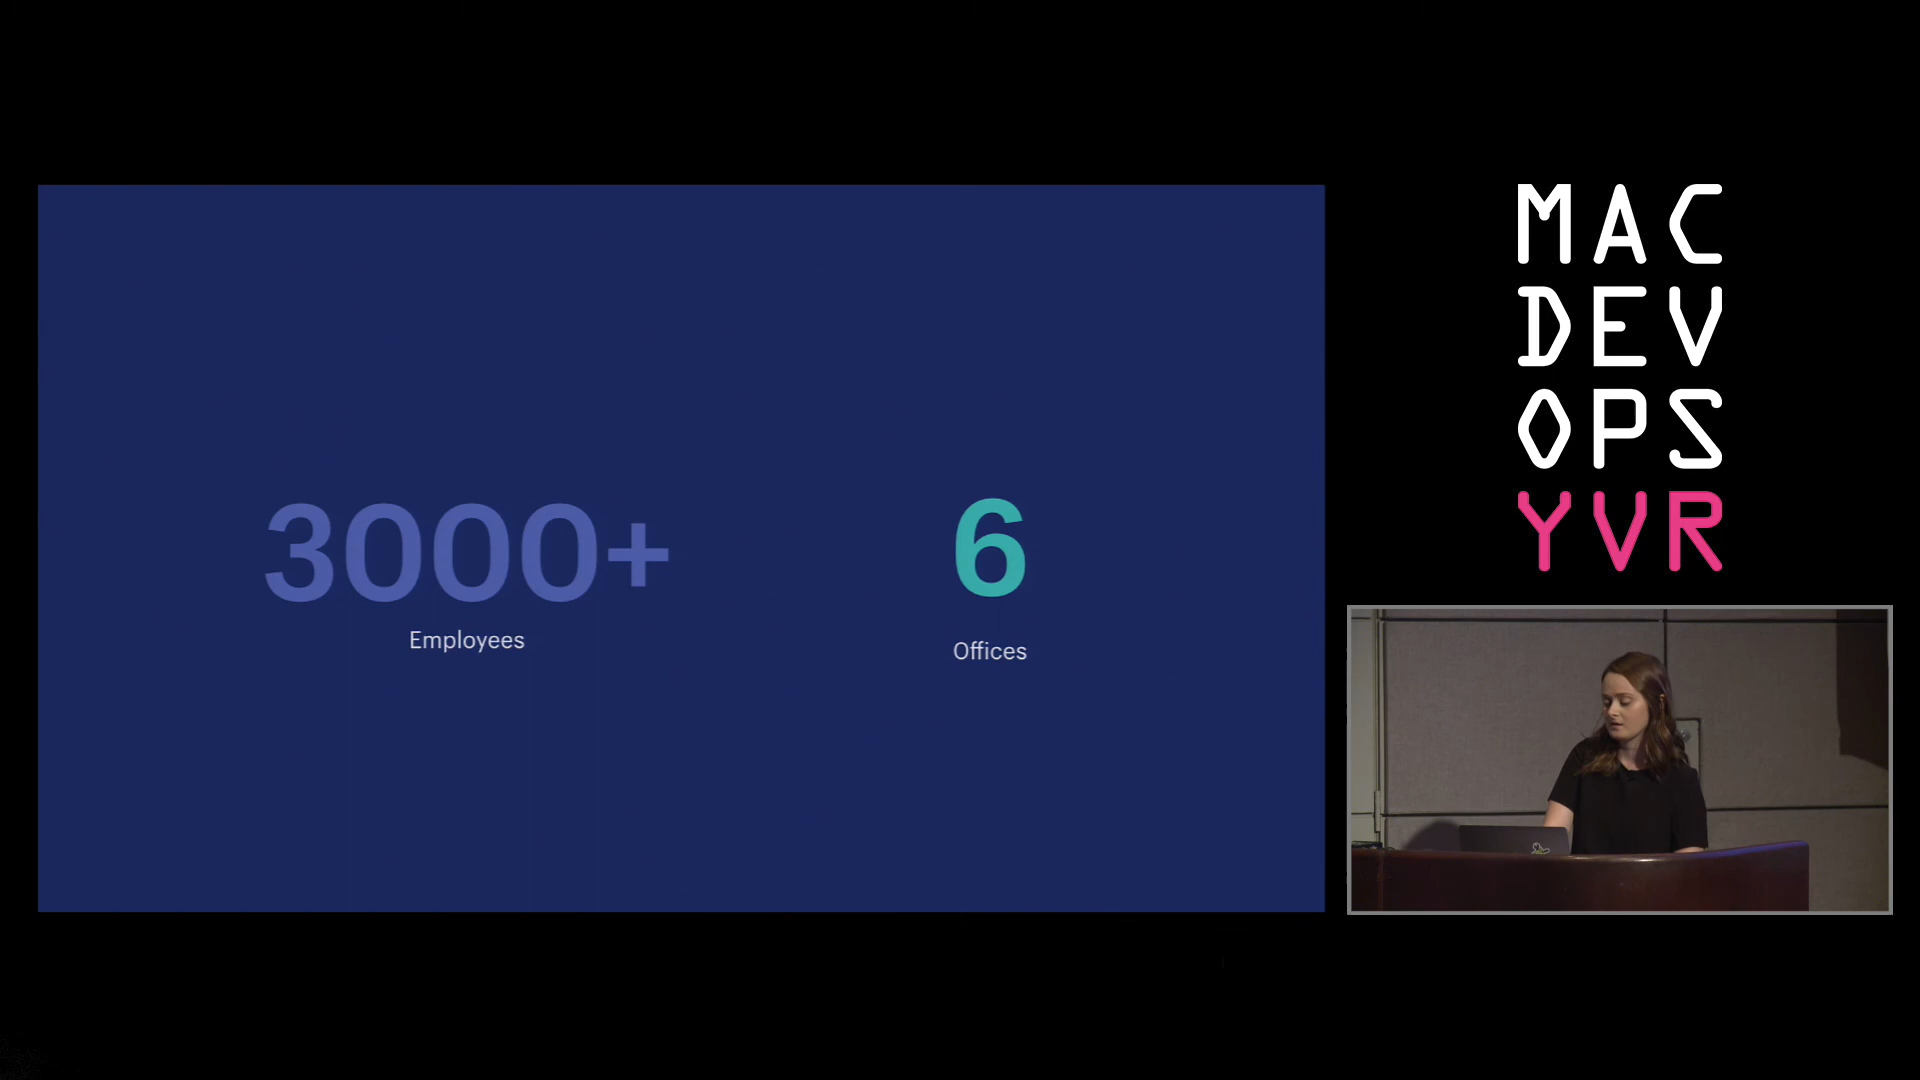 3000+
Employees
6
Offices
MAC
DEV
OPS
YVR